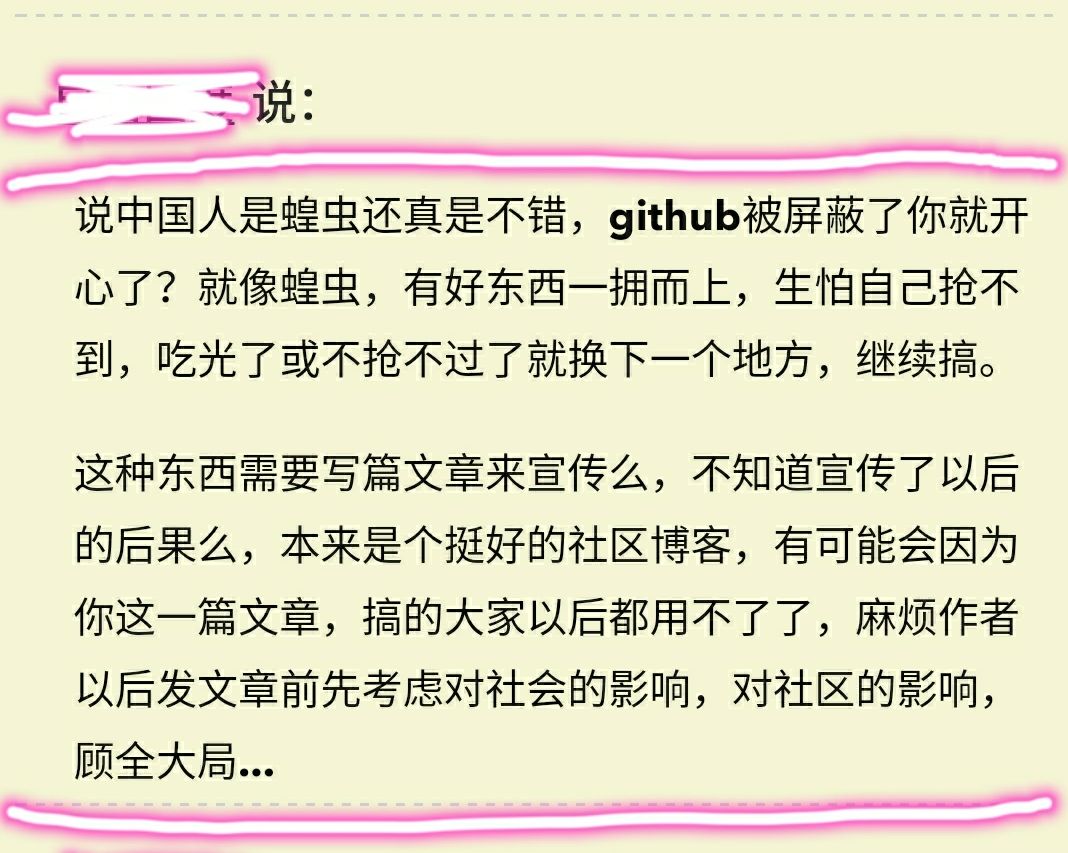 说：
说中国人是蝗虫还真是不错，github被屏蔽了你就开
心了？就像蝗虫，有好东西一拥而上，生怕自己抢不
到，吃光了或不抢不过了就换下一个地方，继续搞。
这种东西需要写篇文章来宣传么，不知道宣传了以后
的后果么，本来是个挺好的社区博客，有可能会因为
你这一篇文章，搞的大家以后都用不了了，麻烦作者
以后发文章前先考虑对社会的影响，对社区的影响，
顾全大局...